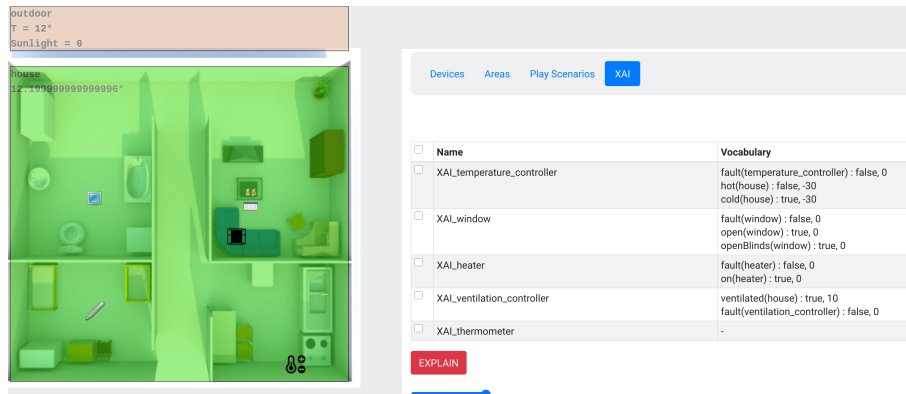 outdoor
T = 12°
Sunlight = 0
house
12.199999999999996°
Devices Areas Play Scenarios XAI
Name Vocabulary
XAI_temperature_controller fault(temperature_controller) : false, 0
hot(house) : false, -30
cold(house) : true, -30
XAI_window fault(window) : false, 0
open(window) : true, 0
openBlinds(window) : true, 0
XAI_heater fault(heater) : false, 0
on(heater) : true, 0
XAI_ventilation_controller ventilated(house) : true, 10
fault(ventilation_controller) : false, 0
XAI_thermometer -
EXPLAIN